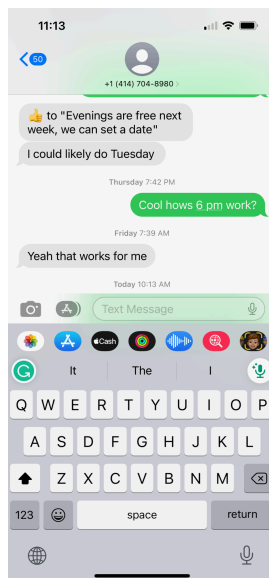 11:13
50
+1 (414) 704-8980
👍 to "Evenings are free next
week, we can set a date"
I could likely do Tuesday
Thursday 7:42 PM
Cool hows 6 pm work?
Friday 7:39 AM
Yeah that works for me
Today 10:13 AM
Text Message
Cash
It The I
Q W E R T Y U I O P
A S D F G H J K L
Z X C V B N M
123 space return